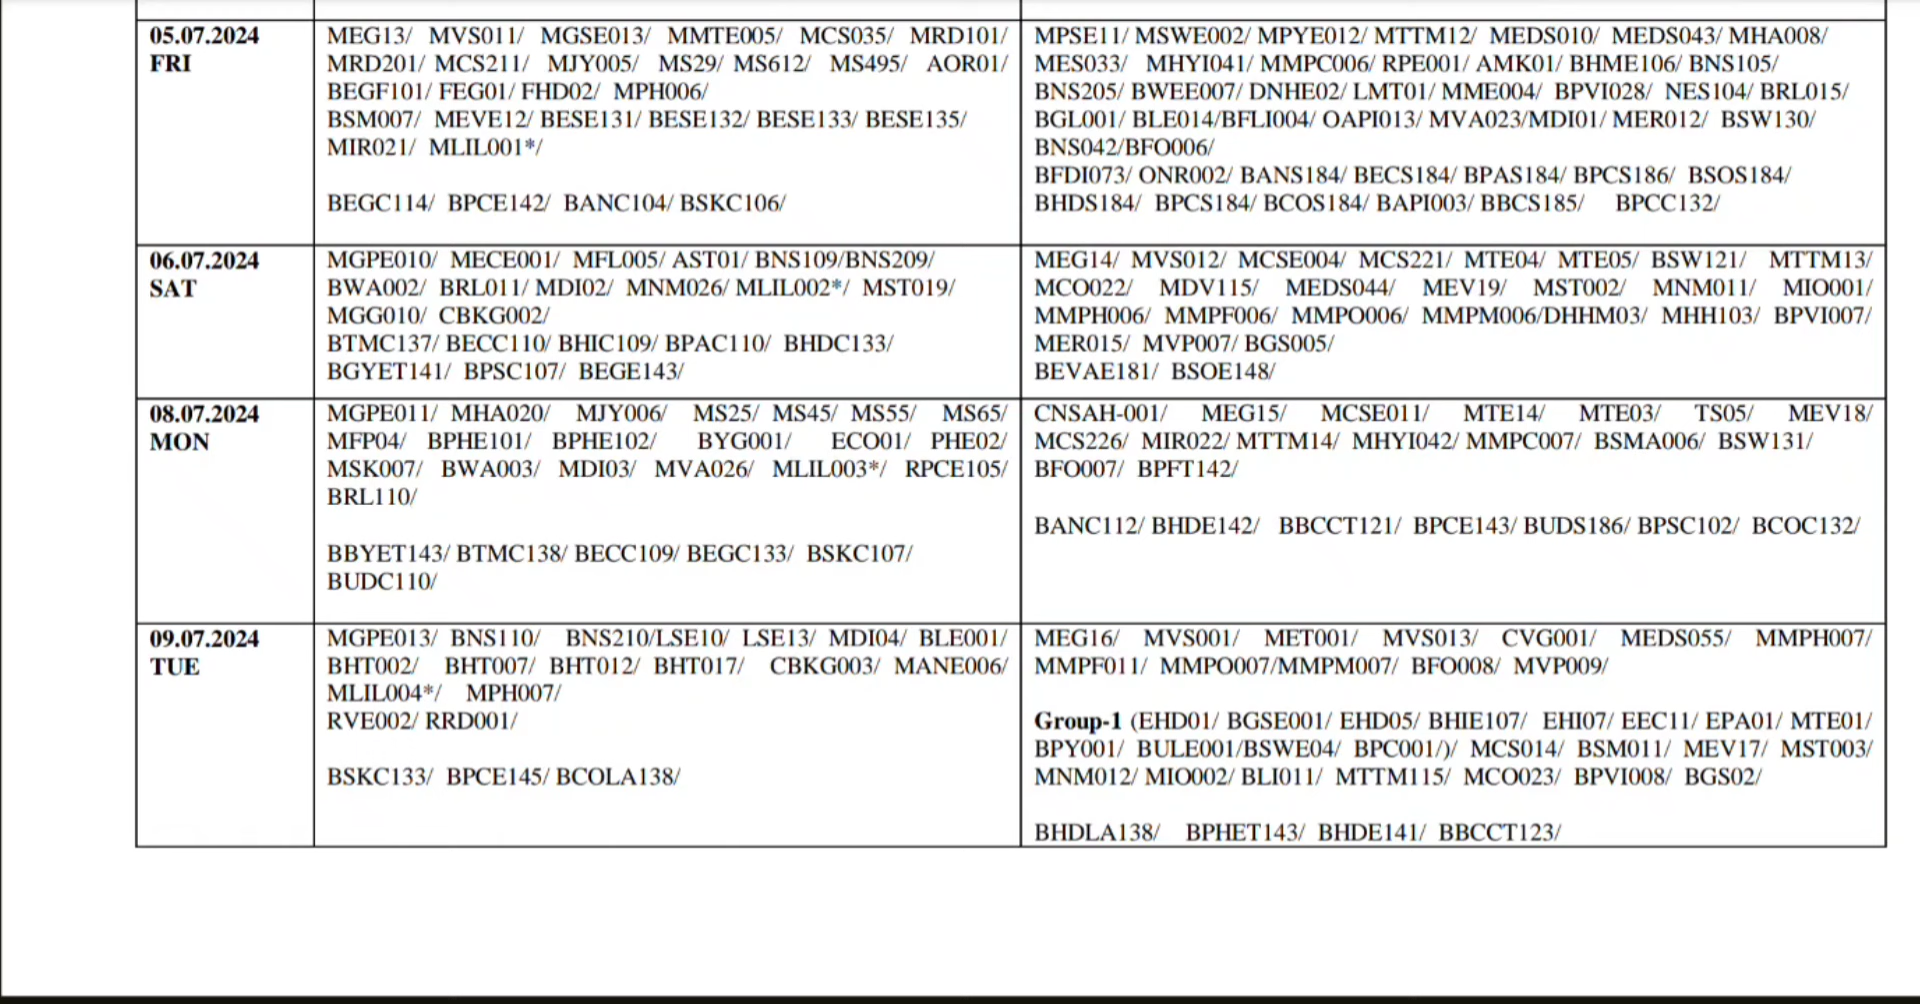 05.07.2024
FRI
MEG13/ MVS011/ MGSE013/ MMTE005/ MCS035/ MRD101/
MRD201/ MCS211/ MJY005/ MS29/ MS612/ MS495/ AOR01/
BEGF101/ FEG01/ FHD02/ MPH006/
BSM007/ MEVE12/ BESE131/ BESE132/ BESE133/ BESE135/
MIR021/ MLIL001*/
BEGC114/ BPCE142/ BANC104/ BSKC106/
MPSE11/ MSWE002/ MPYE012/ MTTM12/ MEDS010/ MEDS043/ MHA008/
MES033/ MHYI041/ MMPC006/ RPE001/ AMK01/ BHME106/ BNS105/
BNS205/ BWEE007/ DNHE02/ LMT01/ MME004/ BPVI028/ NES104/ BRL015/
BGL001/ BLE014/BFLI004/ OAPI013/ MVA023/MDI01/ MER012/ BSW130/
BNS042/BFO006/
BFDI073/ ONR002/ BANS184/ BECS184/ BPAS184/ BPCS186/ BSOS184/
BHDS184/ BPCS184/ BCOS184/ BAPI003/ BBCS185/ BPCC132/
06.07.2024
SAT
MGPE010/ MECE001/ MFL005/ AST01/ BNS109/BNS209/
BWA002/ BRL011/ MDI02/ MNM026/ MLIL002*/ MST019/
MGG010/ CBKG002/
BTMC137/ BECC110/ BHIC109/ BPAC110/ BHDC133/
BGYET141/ BPSC107/ BEGE143/
MEG14/ MVS012/ MCSE004/ MCS221/ MTE04/ MTE05/ BSW121/ MTTM13/
MCO022/ MDV115/ MEDS044/ MEV19/ MST002/ MNM011/ MIO001/
MMPH006/ MMPF006/ MMPO006/ MMPM006/DHHM03/ MHH103/ BPVI007/
MER015/ MVP007/ BGS005/
BEVAE181/ BSOE148/
08.07.2024
MON
MGPE011/ MHA020/ MJY006/ MS25/ MS45/ MS55/ MS65/
MFP04/ BPHE101/ BPHE102/ BYG001/ ECO01/ PHE02/
MSK007/ BWA003/ MDI03/ MVA026/ MLIL003*/ RPCE105/
BRL110/
BBYET143/ BTMC138/ BECC109/ BEGC133/ BSKC107/
BUDC110/
CNSAH-001/ MEG15/ MCSE011/ MTE14/ MTE03/ TS05/ MEV18/
MCS226/ MIR022/ MTTM14/ MHYI042/ MMPC007/ BSMA006/ BSW131/
BFO007/ BPFT142/
BANC112/ BHDE142/ BBCCT121/ BPCE143/ BUDS186/ BPSC102/ BCOC132/
09.07.2024
TUE
MGPE013/ BNS110/ BNS210/LSE10/ LSE13/ MDI04/ BLE001/
BHT002/ BHT007/ BHT012/ BHT017/ CBKG003/ MANE006/
MLIL004*/ MPH007/
RVE002/ RRD001/
BSKC133/ BPCE145/ BCOLA138/
MEG16/ MVS001/ MET001/ MVS013/ CVG001/ MEDS055/ MMPH007/
MMPF011/ MMPO007/MMPM007/ BFO008/ MVP009/
Group-1 (EHD01/ BGSE001/ EHD05/ BHIE107/ EHI07/ EEC11/ EPA01/ MTE01/
BPY001/ BULE001/BSWE04/ BPC001/)/ MCS014/ BSM011/ MEV17/ MST003/
MNM012/ MIO002/ BLI011/ MTTM115/ MCO023/ BPVI008/ BGS02/
BHDLA138/ BPHET143/ BHDE141/ BBCCT123/